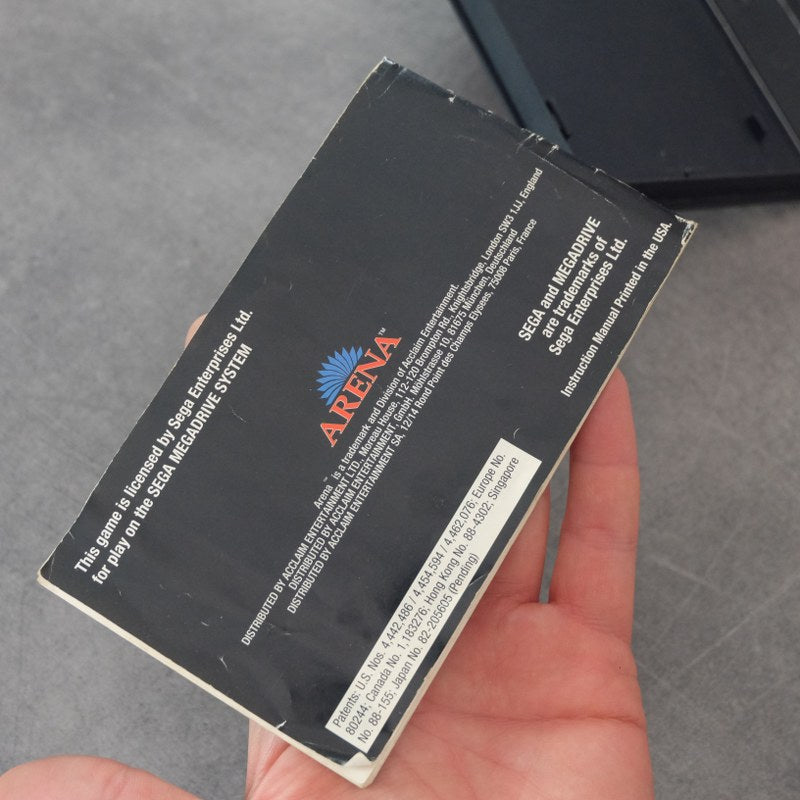 This game is licensed by Sega Enterprises Ltd.
for play on the SEGA MEGADRIVE SYSTEM
ARENA™
Arena™ is a trademark and Division of Acclaim Entertainment.
DISTRIBUTED BY ACCLAIM ENTERTAINMENT LTD., Moreau House, 112-120 Brompton Rd., Knightsbridge, London SW3 1JJ, England
DISTRIBUTED BY ACCLAIM ENTERTAINMENT, GmbH, Möhlstrasse 10, 81675 München, Deutschland
DISTRIBUTED BY ACCLAIM ENTERTAINMENT SA, 12/14 Rond Point des Champs Elysees, 75008 Paris, France
Patents: U.S. Nos. 4,442,486 / 4,454,594 / 4,462,076; Europe No.
80244; Canada No. 1,183276; Hong Kong No. 88-4302; Singapore
No. 88-155; Japan No. 82-205605 (Pending)
SEGA and MEGADRIVE
are trademarks of
Sega Enterprises Ltd.
Instruction Manual Printed in the USA.